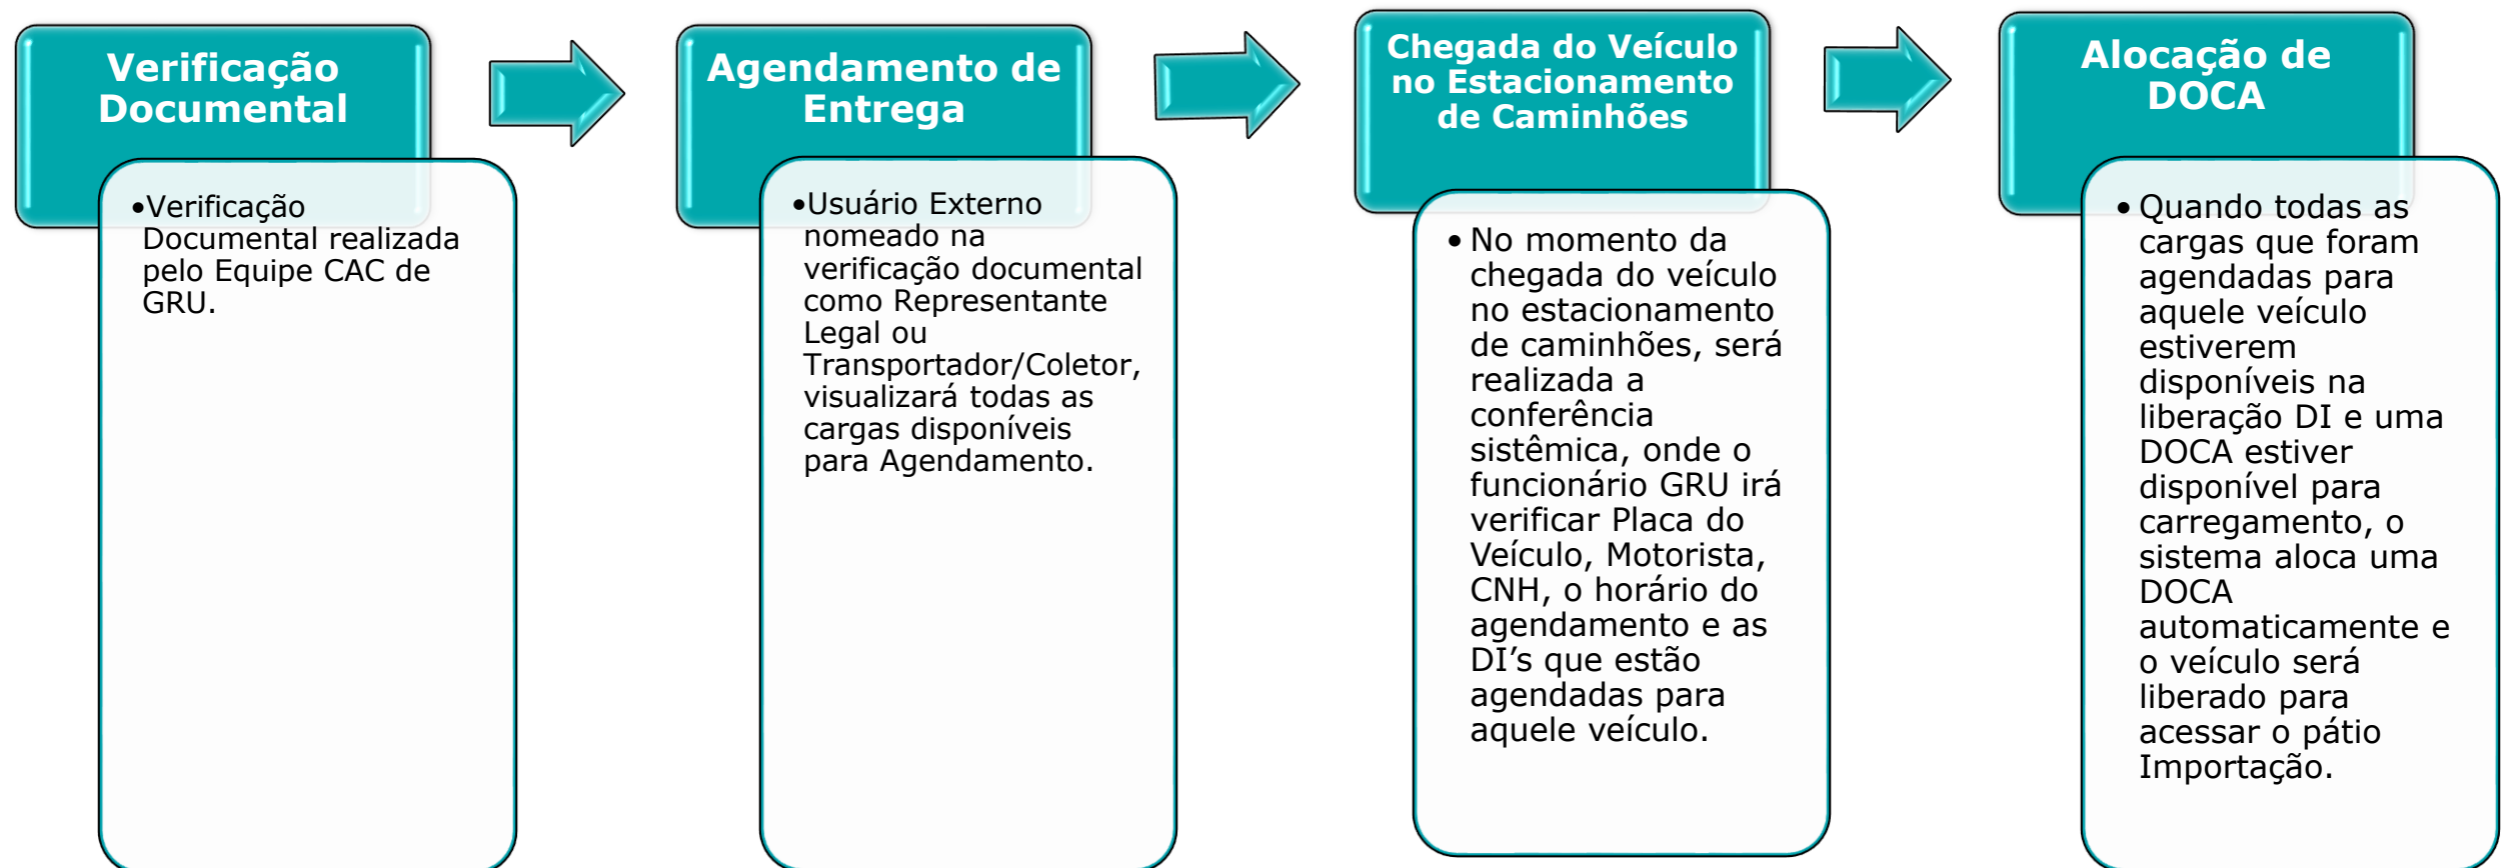 Verificação
Documental
•Verificação
Documental realizada
pelo Equipe CAC de
GRU.
Agendamento de
Entrega
•Usuário Externo
nomeado na
verificação documental
como Representante
Legal ou
Transportador/Coletor,
visualizará todas as
cargas disponíveis
para Agendamento.
Chegada do Veículo
no Estacionamento
de Caminhões
• No momento da
chegada do veículo
no estacionamento
de caminhões, será
realizada a
conferência
sistêmica, onde o
funcionário GRU irá
verificar Placa do
Veículo, Motorista,
CNH, o horário do
agendamento e as
DI’s que estão
agendadas para
aquele veículo.
Alocação de
DOCA
• Quando todas as
cargas que foram
agendadas para
aquele veículo
estiverem
disponíveis na
liberação DI e uma
DOCA estiver
disponível para
carregamento, o
sistema aloca uma
DOCA
automaticamente e
o veículo será
liberado para
acessar o pátio
Importação.